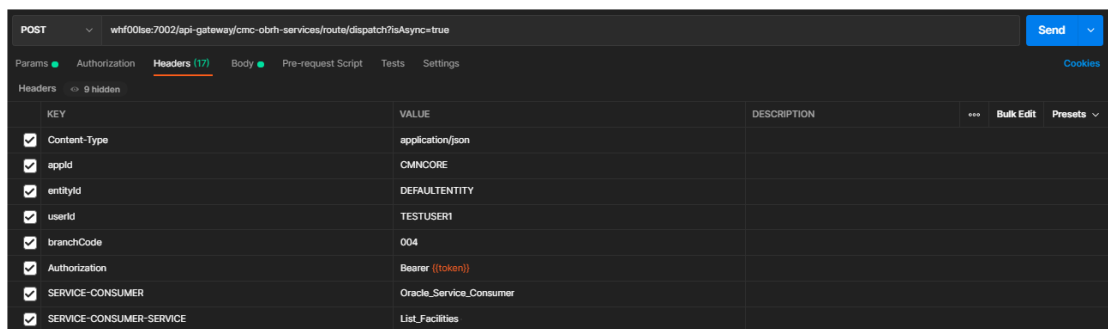 POST whf00lse:7002/api-gateway/cmc-obrh-services/route/dispatch?isAsync=true Send
Params Authorization Headers (17) Body Pre-request Script Tests Settings Cookies
Headers 9 hidden
KEY VALUE DESCRIPTION ooo Bulk Edit Presets
Content-Type application/json
appId CMNCORE
entityId DEFAULTENTITY
userId TESTUSER1
branchCode 004
Authorization Bearer {{token}}
SERVICE-CONSUMER Oracle_Service_Consumer
SERVICE-CONSUMER-SERVICE List_Facilities